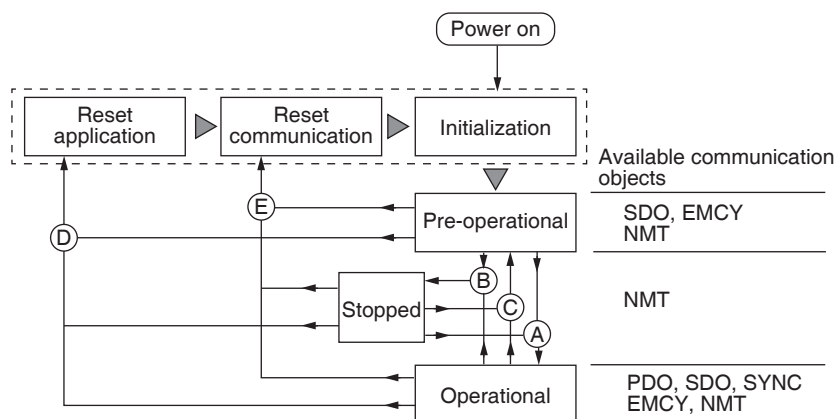 Power on
Reset
application
Reset
communication
Initialization
Available communication
objects
E
Pre-operational
SDO, EMCY
NMT
D
B
Stopped
C
NMT
A
Operational
PDO, SDO, SYNC
EMCY, NMT